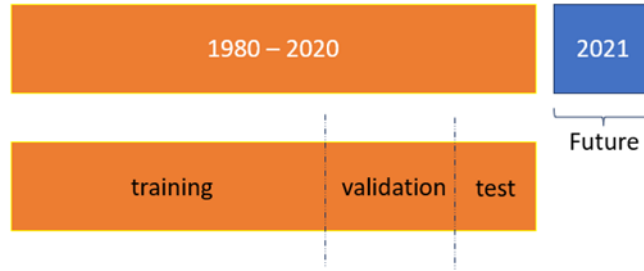 1980 – 2020
2021
Future
training
validation
test